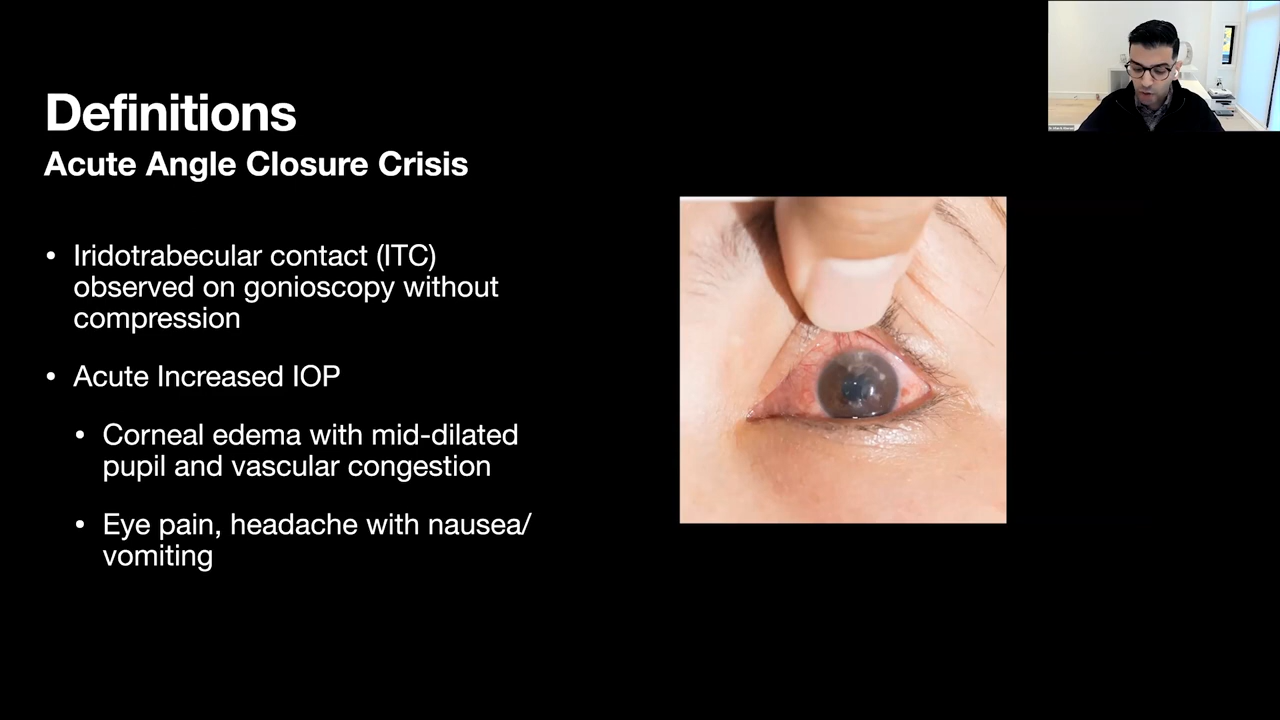 Definitions
Acute Angle Closure Crisis
• Iridotrabecular contact (ITC)
observed on gonioscopy without
compression
• Acute Increased IOP
• Corneal edema with mid-dilated
pupil and vascular congestion
• Eye pain, headache with nausea/
vomiting